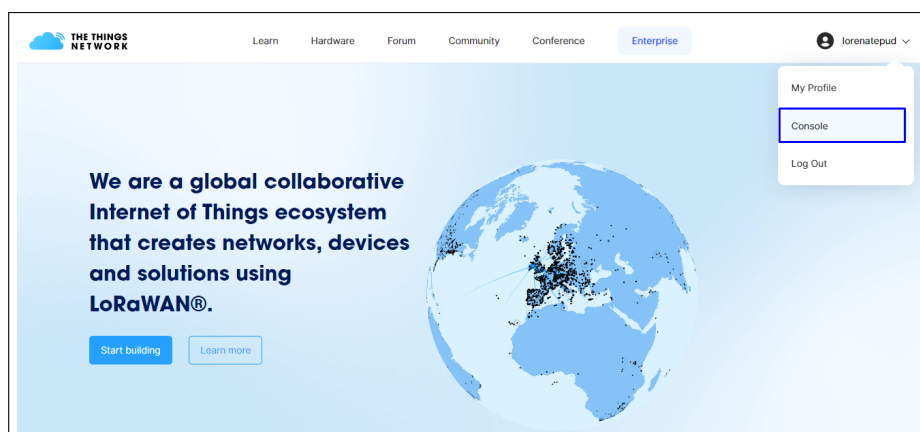 THE THINGS
NETWORK
Learn
Hardware
Forum
Community
Conference
Enterprise
lorenatepud
My Profile
Console
Log Out
We are a global collaborative
Internet of Things ecosystem
that creates networks, devices
and solutions using
LoRaWAN®.
Start building
Learn more